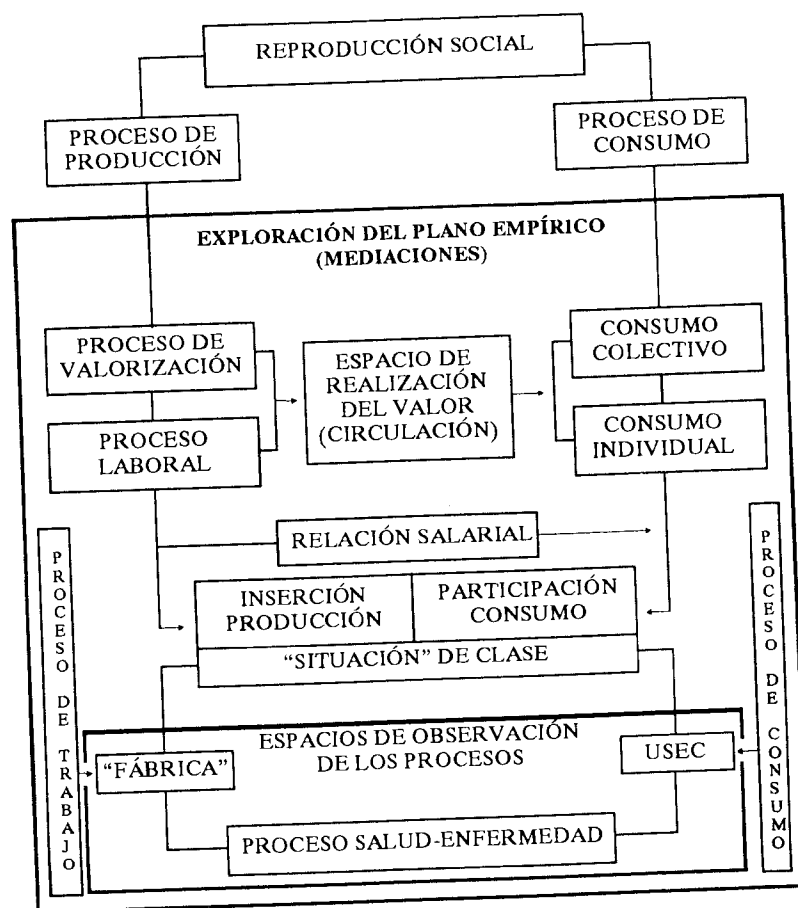 REPRODUCCIÓN SOCIAL
PROCESO DE
PRODUCCIÓN
PROCESO DE
CONSUMO
EXPLORACIÓN DEL PLANO EMPÍRICO
(MEDIACIONES)
PROCESO DE
VALORIZACIÓN
ESPACIO DE
REALIZACIÓN
DEL VALOR
(CIRCULACIÓN)
CONSUMO
COLECTIVO
PROCESO
LABORAL
CONSUMO
INDIVIDUAL
RELACIÓN SALARIAL
INSERCIÓN
PRODUCCIÓN
PARTICIPACIÓN
CONSUMO
“SITUACIÓN” DE CLASE
PROCESO DE TRABAJO
PROCESO DE CONSUMO
ESPACIOS DE OBSERVACIÓN
DE LOS PROCESOS
“FÁBRICA”
USEC
PROCESO SALUD-ENFERMEDAD